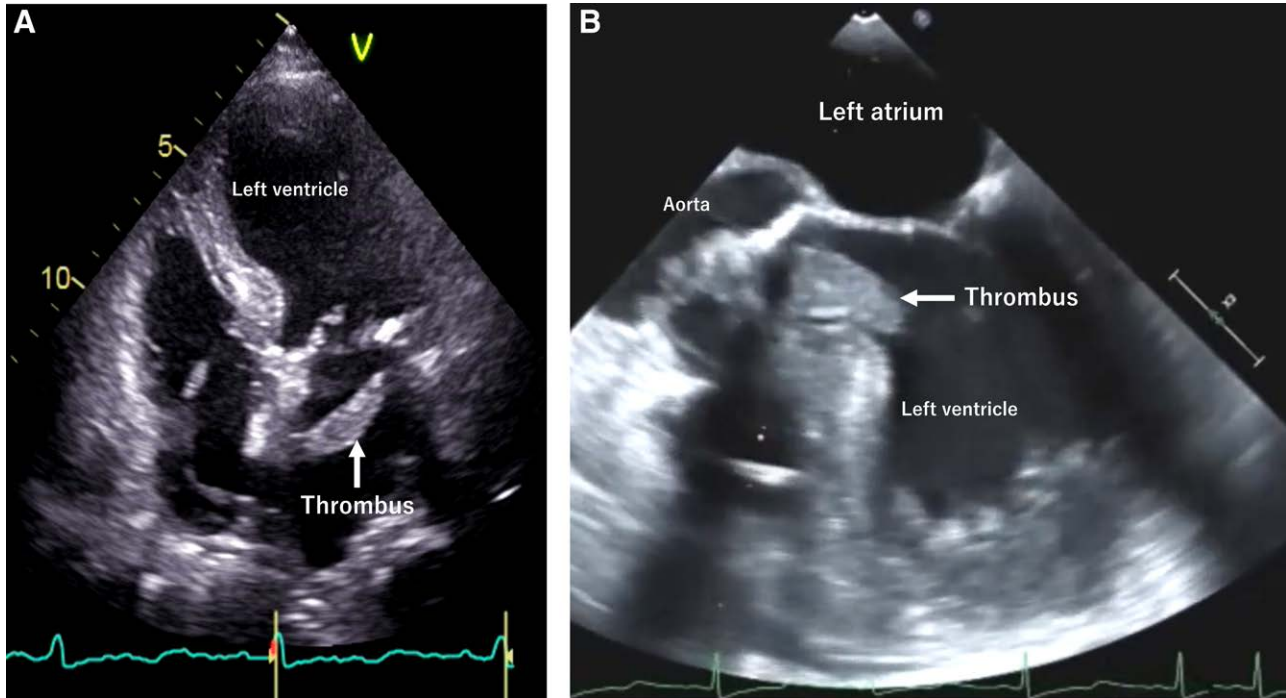 A
V
5
Left ventricle
10
Thrombus
B
Left atrium
Aorta
Thrombus
Left ventricle